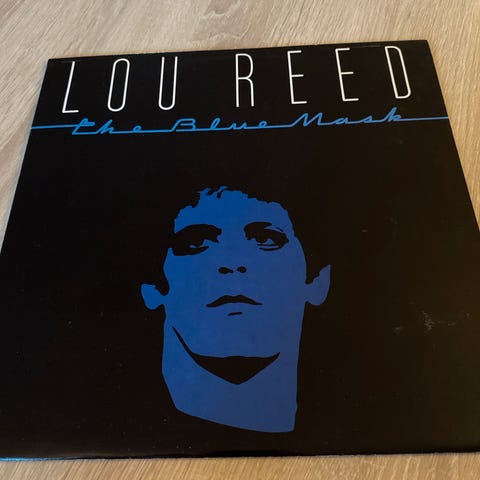 LOU REED
the Blue Mask